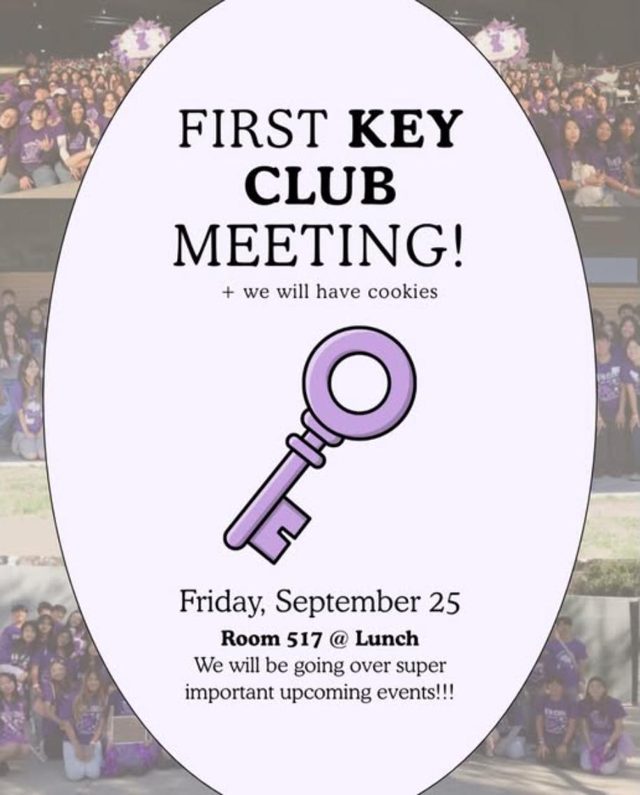 FIRST KEY
CLUB
MEETING!
+ we will have cookies
Friday, September 25
Room 517 @ Lunch
We will be going over super
important upcoming events!!!